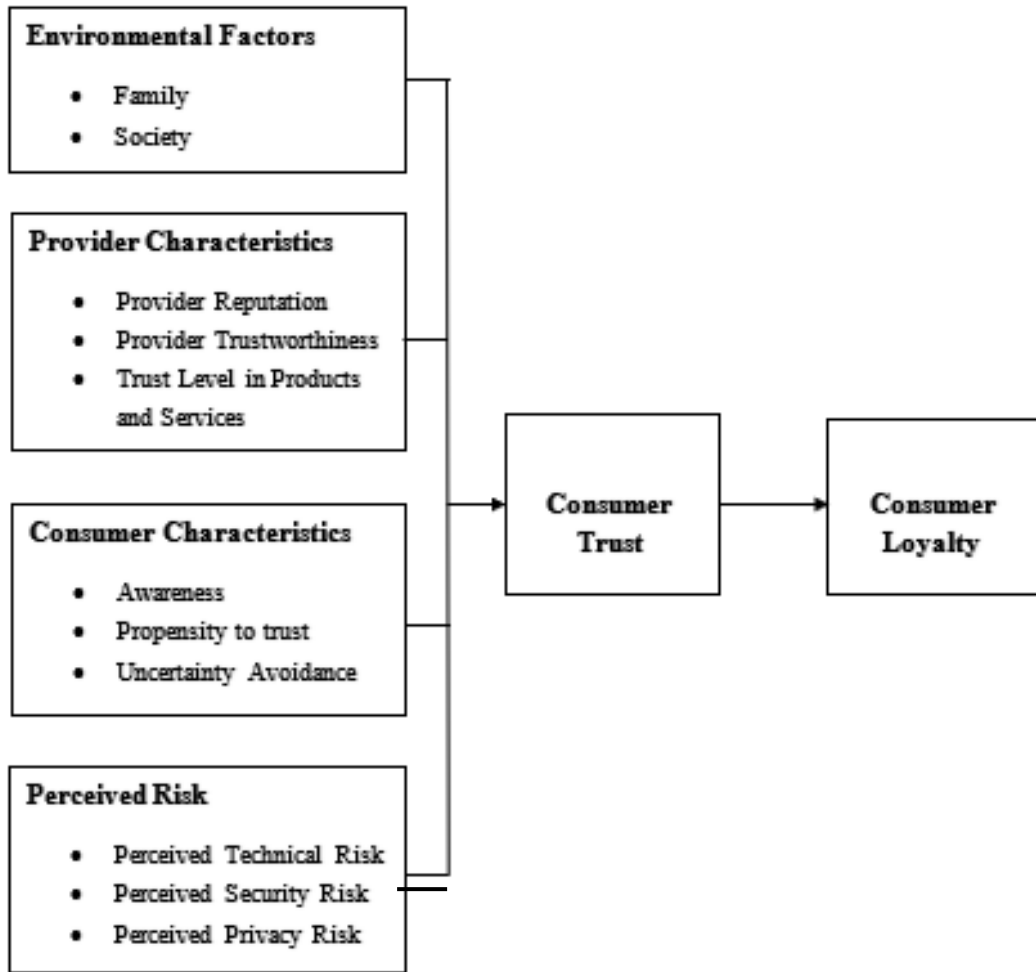 Environmental Factors
• Family
• Society
Provider Characteristics
• Provider Reputation
• Provider Trustworthiness
• Trust Level in Products
and Services
Consumer Characteristics
• Awareness
• Propensity to trust
• Uncertainty Avoidance
Perceived Risk
• Perceived Technical Risk
• Perceived Security Risk
• Perceived Privacy Risk
Consumer
Trust
Consumer
Loyalty